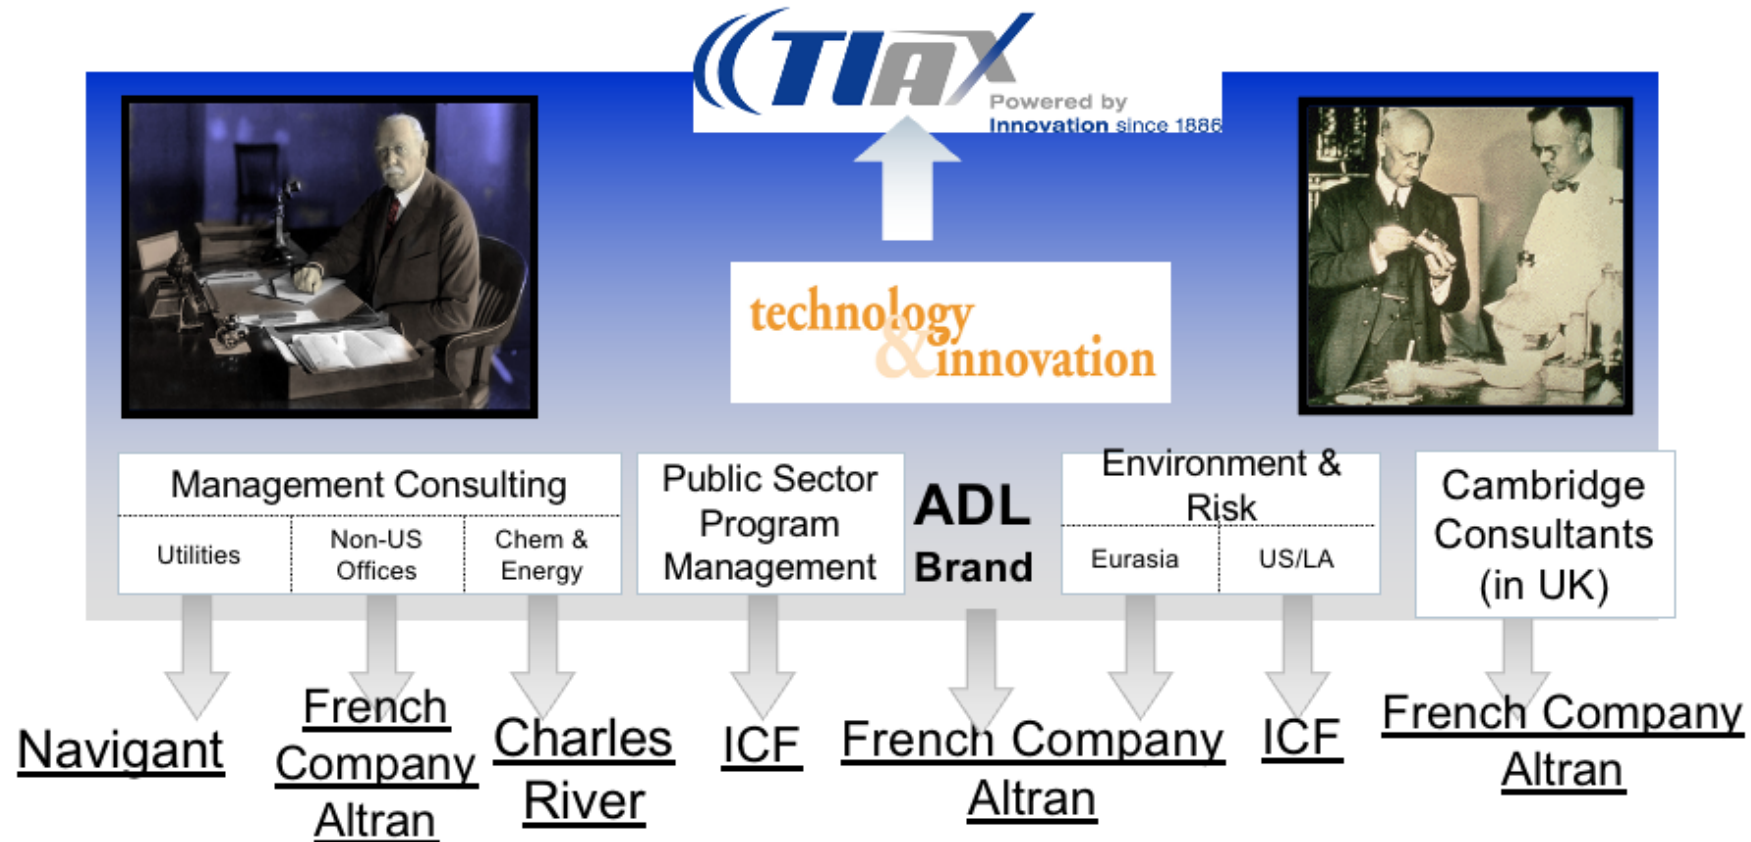 TIAX
Powered by
Innovation since 1886
technology
&innovation
Management Consulting
Utilities
Non-US
Offices
Chem &
Energy
Public Sector
Program
Management
ADL
Brand
Environment &
Risk
Eurasia
US/LA
Cambridge
Consultants
(in UK)
Navigant
French
Company
Altran
Charles
River
ICF
French Company
Altran
ICF
French Company
Altran